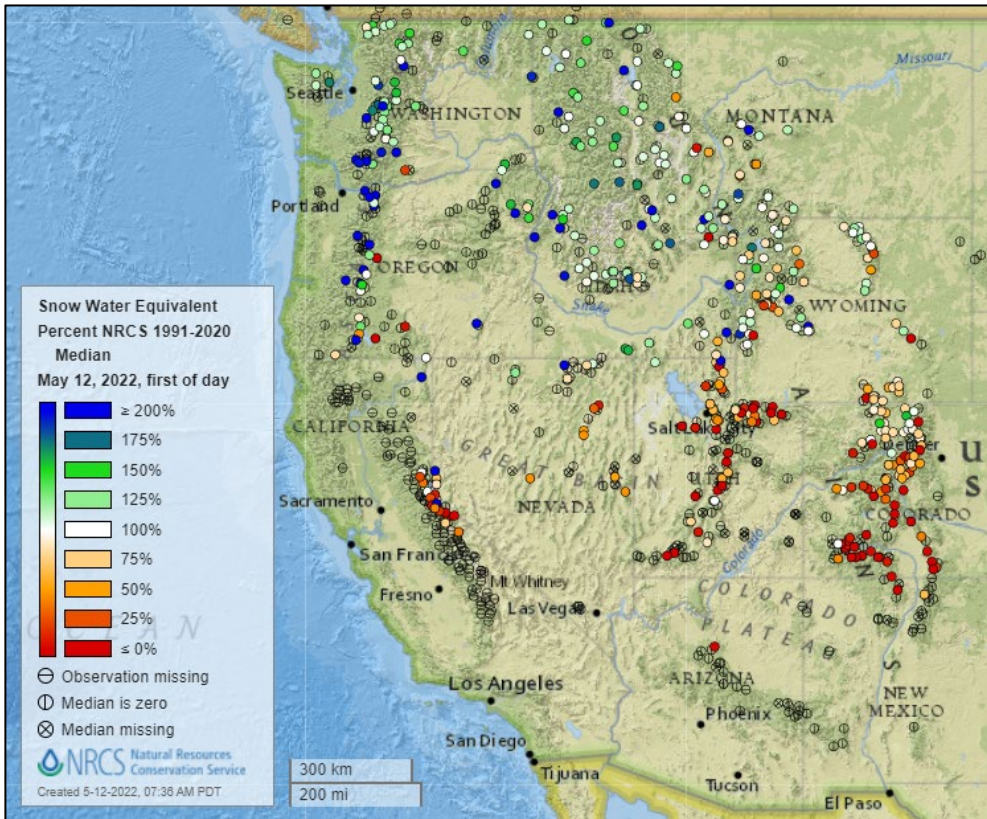 Missouri
Columbia
Seattle
WASHINGTON
MONTANA
Portland
OREGON
IDAHO
Snake
WYOMING
Snow Water Equivalent
Percent NRCS 1991-2020
Median
May 12, 2022, first of day
≥ 200%
175%
150%
125%
100%
75%
50%
25%
≤ 0%
Observation missing
Median is zero
Median missing
NRCS Natural Resources
Conservation Service
Created 5-12-2022, 07:36 AM PDT
CALIFORNIA
GREAT BASIN
NEVADA
Salt Lake City
UTAH
Denver
U
S
COLORADO
Sacramento
San Francisco
Fresno
Mt Whitney
Las Vegas
Colorado
COLORADO
PLATEAU
OCEAN
Los Angeles
ARIZONA
Phoenix
NEW
MEXICO
San Diego
Tijuana
Tucson
El Paso
300 km
200 mi